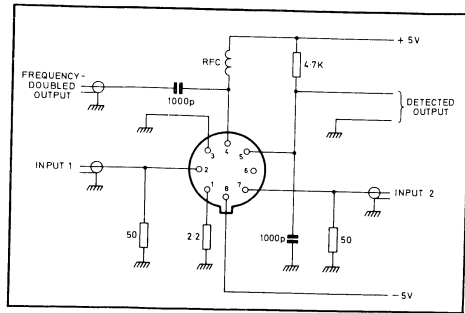 + 5V
RFC
4·7K
FREQUENCY-
DOUBLED
OUTPUT
1000p
DETECTED
OUTPUT
3
4
5
INPUT 1
2
6
1
8
7
INPUT 2
50
2·2
1000p
50
−5V